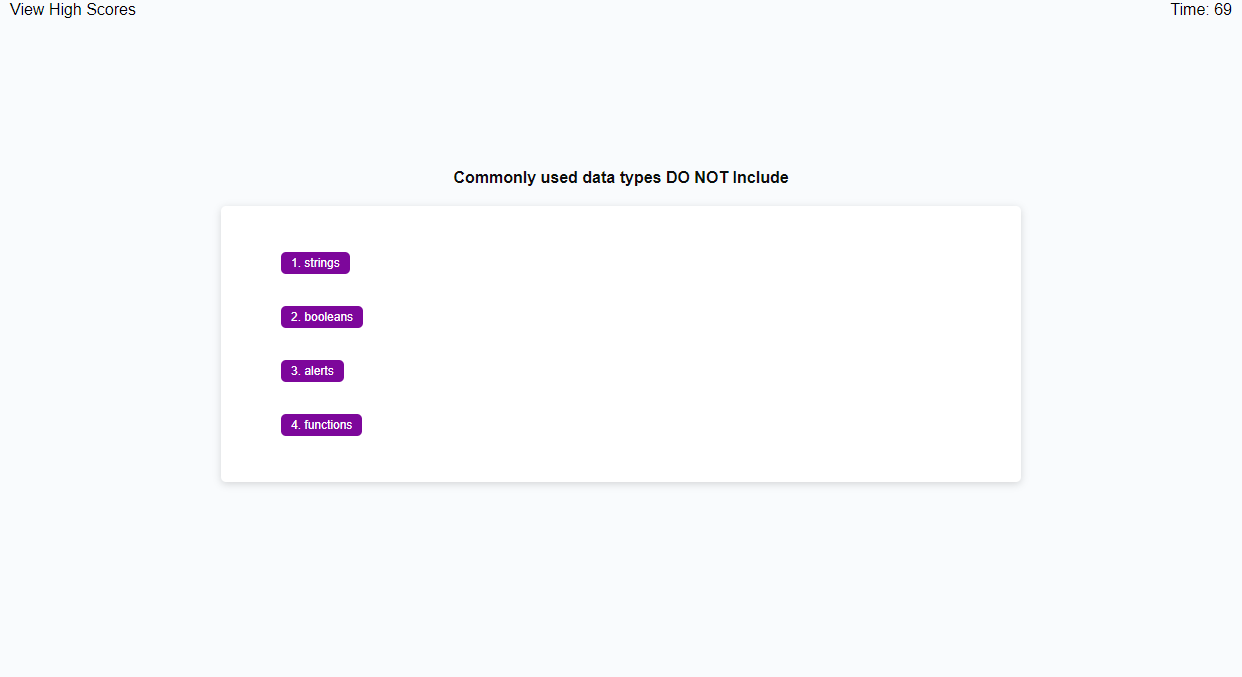 View High Scores
Time: 69
Commonly used data types DO NOT Include
1. strings
2. booleans
3. alerts
4. functions